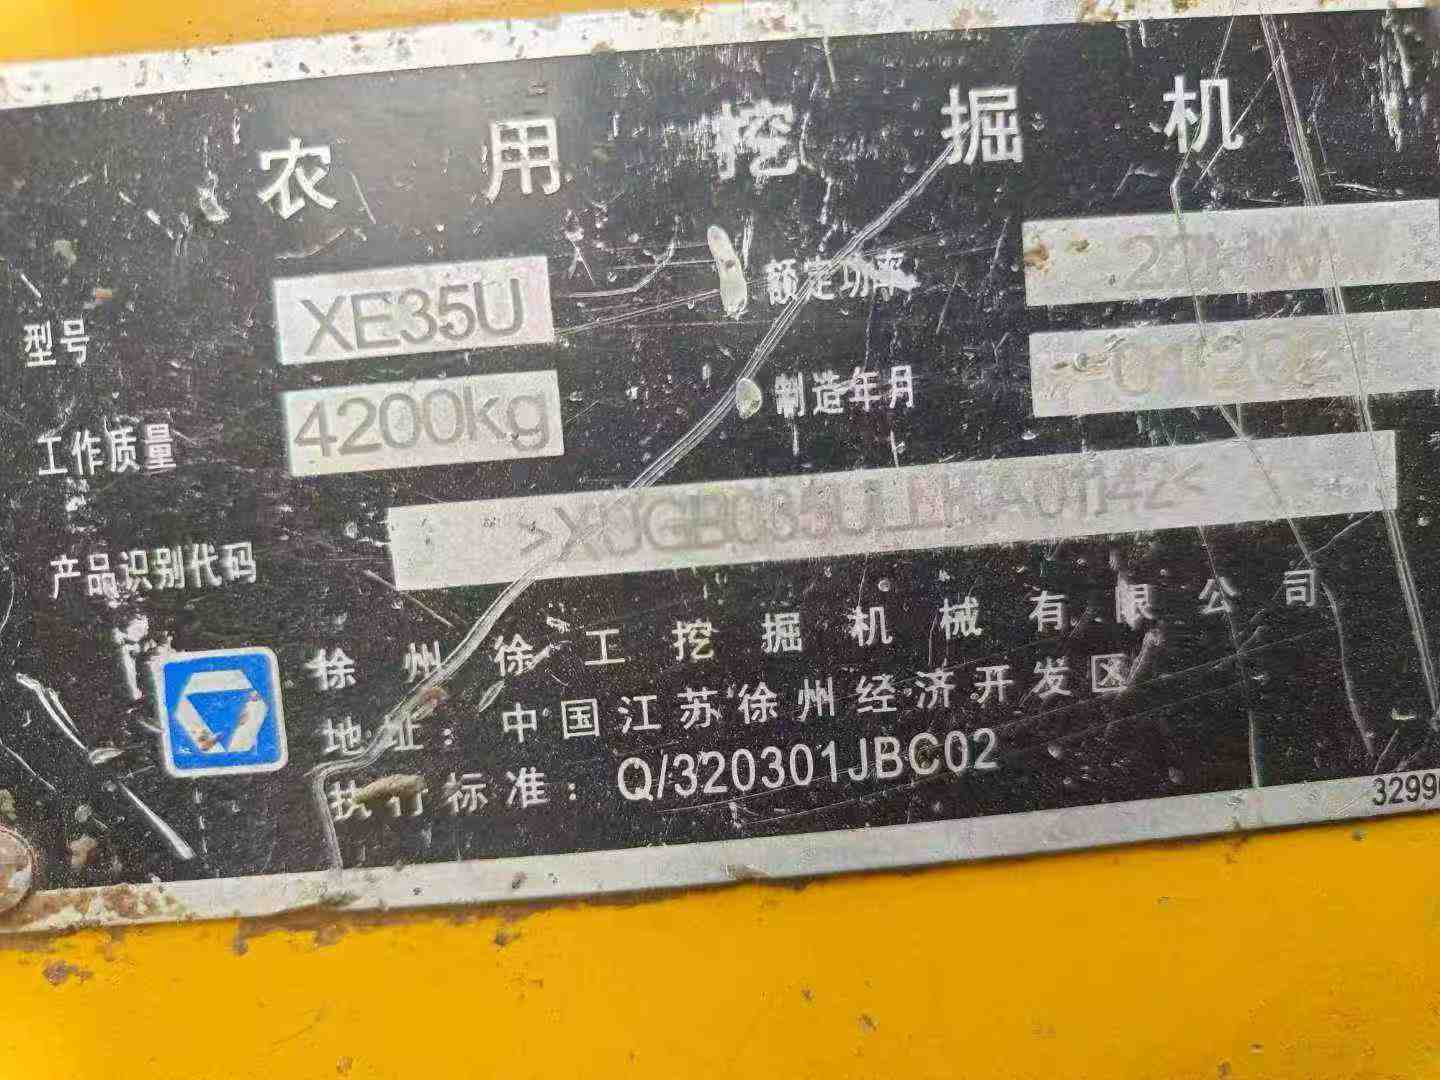 农用挖掘机
型号 XE35U 额定功率
工作质量 4200kg 制造年月
产品识别代码
徐州徐工挖掘机械有限公司
地址：中国江苏徐州经济开发区
执行标准：Q/320301JBC02